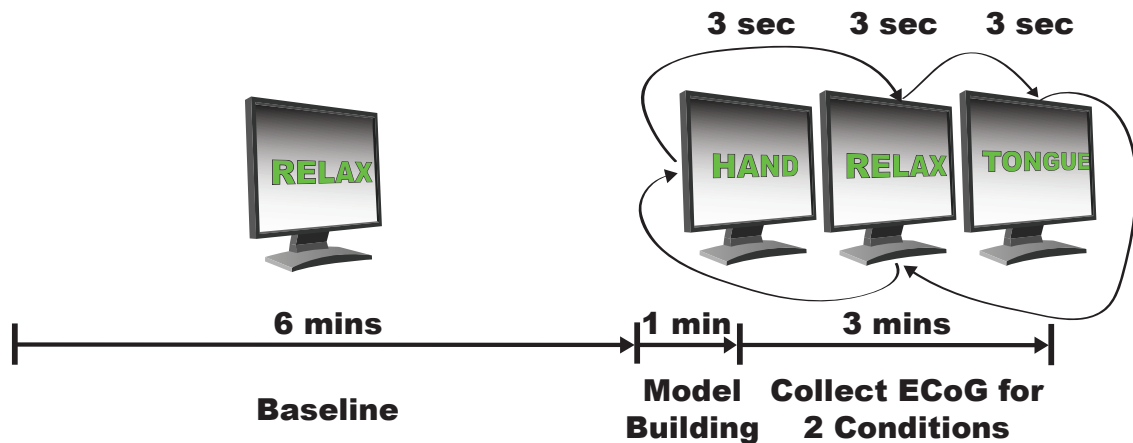 3 sec 3 sec 3 sec
RELAX
HAND RELAX TONGUE
6 mins 1 min 3 mins
Baseline
Model
Building
Collect ECoG for
2 Conditions